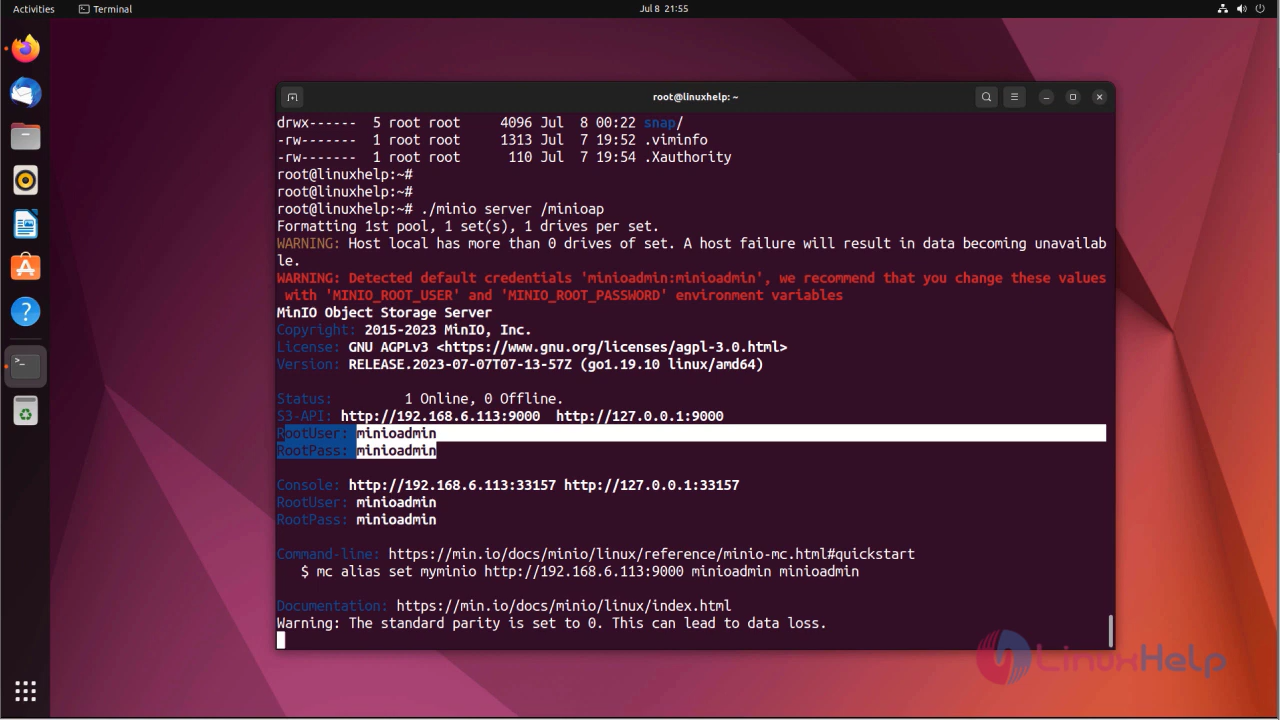 Activities Terminal Jul 8 21:55
root@linuxhelp: ~
drwx------ 5 root root 4096 Jul 8 00:22 snap/
-rw------- 1 root root 1313 Jul 7 19:52 .viminfo
-rw------- 1 root root 110 Jul 7 19:54 .Xauthority
root@linuxhelp:~#
root@linuxhelp:~#
root@linuxhelp:~# ./minio server /minioap
Formatting 1st pool, 1 set(s), 1 drives per set.
WARNING: Host local has more than 0 drives of set. A host failure will result in data becoming unavailab
le.
WARNING: Detected default credentials 'minioadmin:minioadmin', we recommend that you change these values
with 'MINIO_ROOT_USER' and 'MINIO_ROOT_PASSWORD' environment variables
MinIO Object Storage Server
Copyright: 2015-2023 MinIO, Inc.
License: GNU AGPLv3 <https://www.gnu.org/licenses/agpl-3.0.html>
Version: RELEASE.2023-07-07T07-13-57Z (go1.19.10 linux/amd64)
Status: 1 Online, 0 Offline.
S3-API: http://192.168.6.113:9000 http://127.0.0.1:9000
RootUser: minioadmin
RootPass: minioadmin
Console: http://192.168.6.113:33157 http://127.0.0.1:33157
RootUser: minioadmin
RootPass: minioadmin
Command-line: https://min.io/docs/minio/linux/reference/minio-mc.html#quickstart
$ mc alias set myminio http://192.168.6.113:9000 minioadmin minioadmin
Documentation: https://min.io/docs/minio/linux/index.html
Warning: The standard parity is set to 0. This can lead to data loss.
LinuxHelp